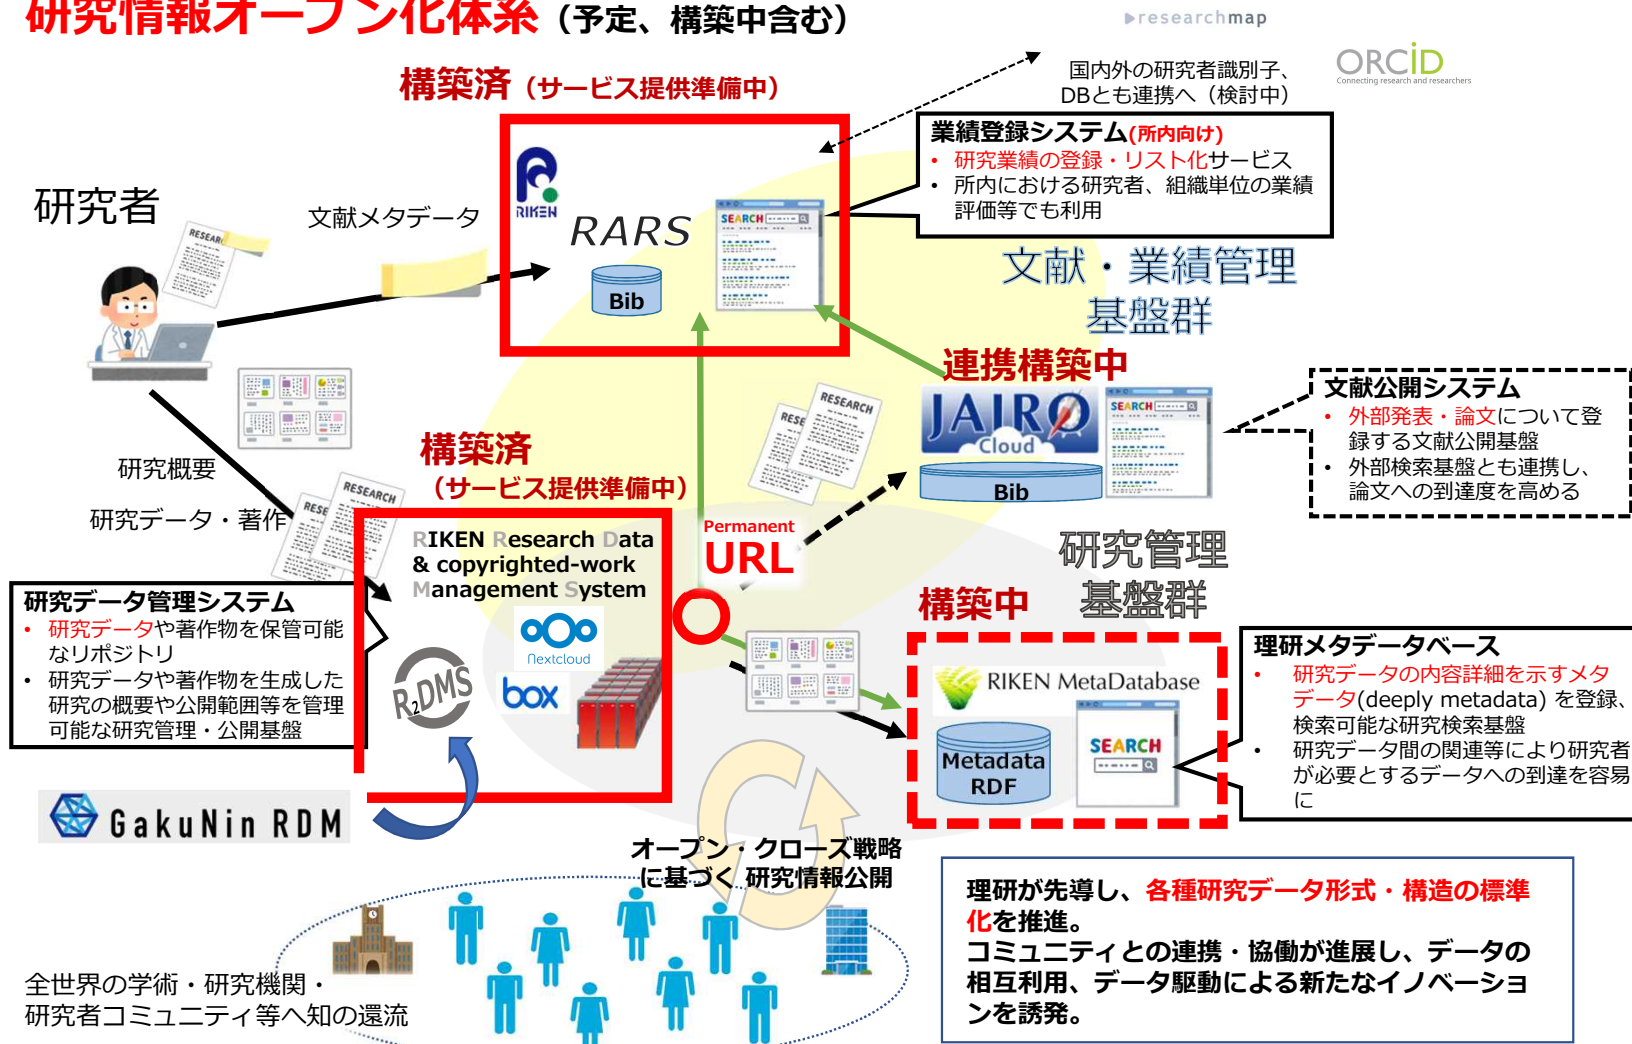 研究情報オープン化体系（予定、構築中含む）
researchmap
ORCiD
Connecting research and researchers
国内外の研究者識別子、
DBとも連携へ（検討中）
構築済（サービス提供準備中）
業績登録システム(所内向け)
• 研究業績の登録・リスト化サービス
• 所内における研究者、組織単位の業績
評価等でも利用
研究者
RESEAR
文献メタデータ
RIKEN
RARS
Bib
SEARCH
文献・業績管理
基盤群
連携構築中
JAIRO
Cloud
Bib
SEARCH
文献公開システム
• 外部発表・論文について登
録する文献公開基盤
• 外部検索基盤とも連携し、
論文への到達度を高める
RESE
RESEARCH
研究概要
研究データ・著作
RESE
RESEARCH
構築済
（サービス提供準備中）
RIKEN Research Data
& copyrighted-work
Management System
nextcloud
box
R2DMS
Permanent
URL
研究管理
基盤群
研究データ管理システム
• 研究データや著作物を保管可能
なリポジトリ
• 研究データや著作物を生成した
研究の概要や公開範囲等を管理
可能な研究管理・公開基盤
GakuNin RDM
構築中
RIKEN MetaDatabase
Metadata
RDF
SEARCH
理研メタデータベース
• 研究データの内容詳細を示すメタ
データ(deeply metadata) を登録、
検索可能な研究検索基盤
• 研究データ間の関連等により研究者
が必要とするデータへの到達を容易
に
オープン・クローズ戦略
に基づく 研究情報公開
全世界の学術・研究機関・
研究者コミュニティ等へ知の還流
理研が先導し、各種研究データ形式・構造の標準
化を推進。
コミュニティとの連携・協働が進展し、データの
相互利用、データ駆動による新たなイノベーショ
ンを誘発。